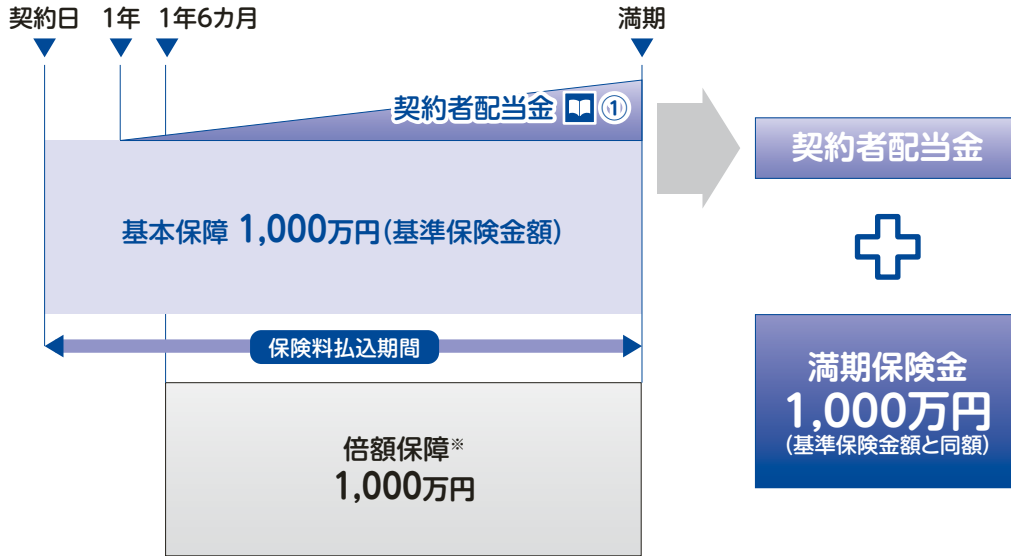 契約日 1年 1年6カ月 満期
契約者配当金 ①
基本保障 1,000万円(基準保険金額)
保険料払込期間
倍額保障※
1,000万円
契約者配当金
満期保険金
1,000万円
(基準保険金額と同額)